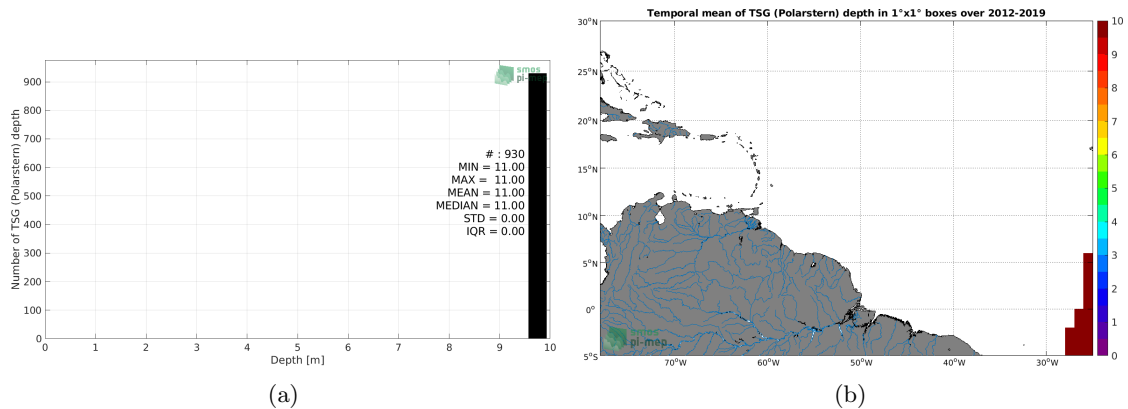 Temporal mean of TSG (Polarstern) depth in 1°x1° boxes over 2012-2019
smos
pi-mep
Number of TSG (Polarstern) depth
900
800
700
600
500
400
300
200
100
0
# : 930
MIN = 11.00
MAX = 11.00
MEAN = 11.00
MEDIAN = 11.00
STD = 0.00
IQR = 0.00
0 1 2 3 4 5 6 7 8 9 10
Depth [m]
(a)
30°N
25°N
20°N
15°N
10°N
5°N
0°
5°S
70°W 60°W 50°W 40°W 30°W
smos
pi-mep
10
9
8
7
6
5
4
3
2
1
0
(b)